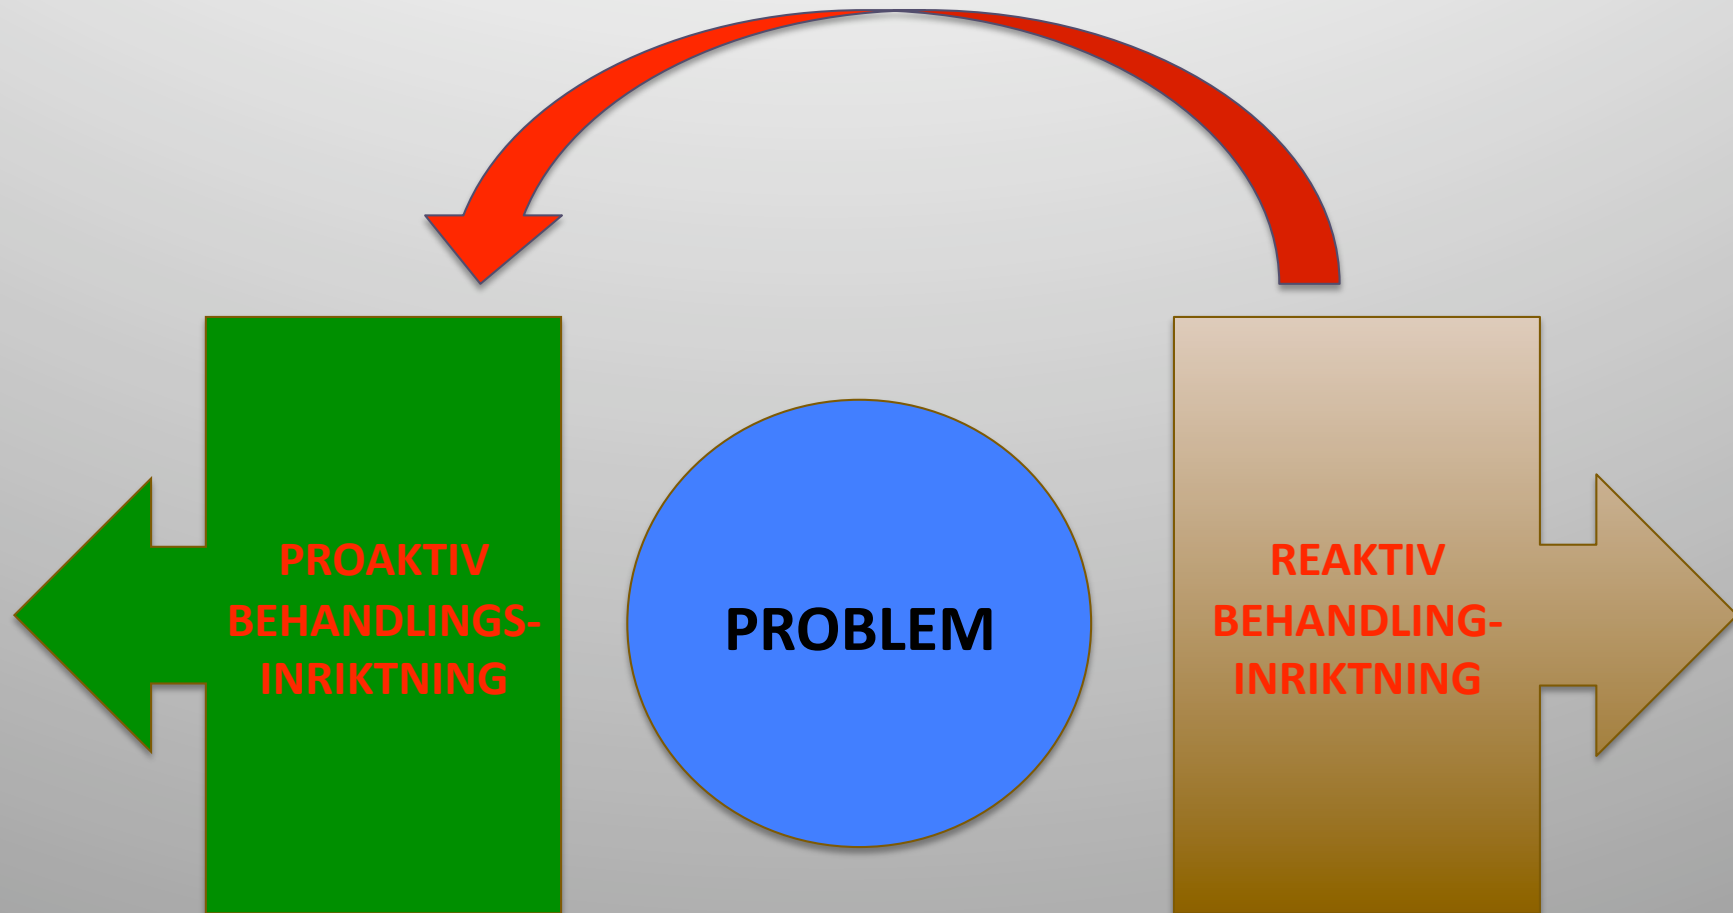 PROAKTIV
BEHANDLINGS-
INRIKTNING
PROBLEM
REAKTIV
BEHANDLING-
INRIKTNING